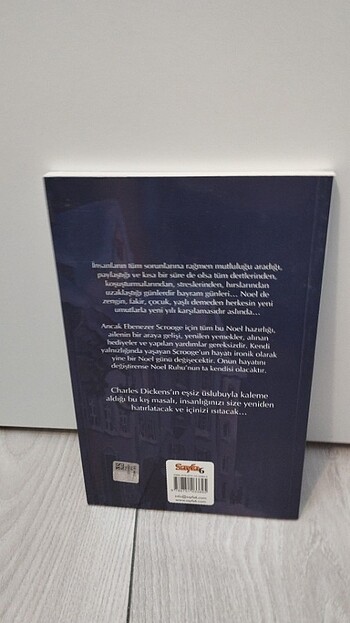 İnsanların tüm sorunlarına rağmen mutluluğu aradığı,
paylaştığı ve kısa bir süre de olsa tüm dertlerinden,
koşuşturmalarından, streslerinden, hırslarından
uzaklaştığı günlerdir bayram günleri... Noel de
zengin, fakir, çocuk, yaşlı demeden herkesin yeni
umutlarla yeni yılı karşılamasıdır aslında...
Ancak Ebenezer Scrooge için tüm bu Noel hazırlığı,
ailenin bir araya gelişi, yenilen yemekler, alınan
hediyeler ve yapılan yardımlar gereksizdir. Kendi
yalnızlığında yaşayan Scrooge'un hayatı ironik olarak
yine bir Noel günü değişecektir. Onun hayatını
değiştirense Noel Ruhu'nun ta kendisi olacaktır.
Charles Dickens'ın eşsiz üslubuyla kaleme
aldığı bu kış masalı, insanlığınızı size yeniden
hatırlatacak ve içinizi ısıtacak...
Sayfa6